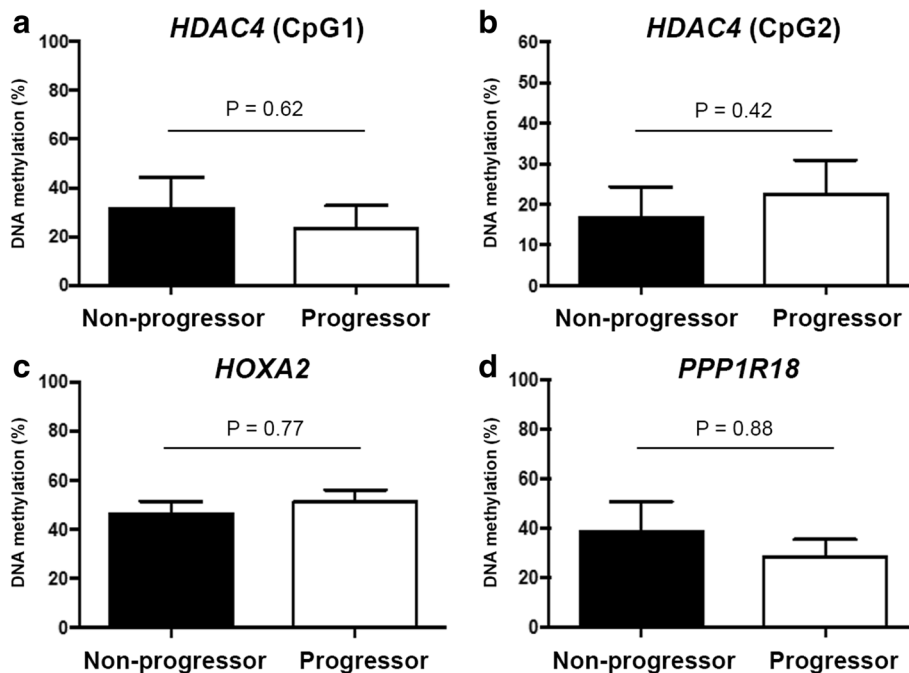 a
HDAC4 (CpG1)
DNA methylation (%)
100
80
60
40
20
0
P = 0.62
Non-progressor Progressor
b
HDAC4 (CpG2)
DNA methylation (%)
60
50
40
30
20
10
0
P = 0.42
Non-progressor Progressor
c
HOXA2
DNA methylation (%)
100
80
60
40
20
0
P = 0.77
Non-progressor Progressor
d
PPP1R18
DNA methylation (%)
100
80
60
40
20
0
P = 0.88
Non-progressor Progressor